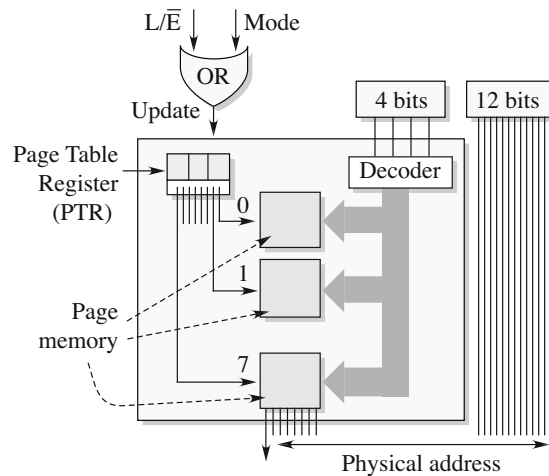 L/E̅ Mode
OR
Update
4 bits 12 bits
Page Table
Register
(PTR)
Decoder
0
1
Page
memory
7
Physical address